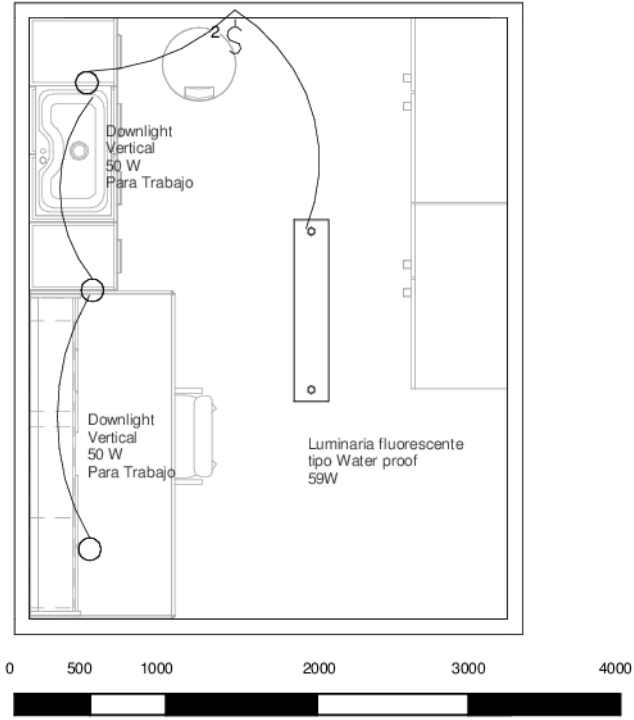 2 S
Downlight
Vertical
50 W
Para Trabajo
Downlight
Vertical
50 W
Para Trabajo
Luminaria fluorescente
tipo Water proof
59W
0 500 1000 2000 3000 4000